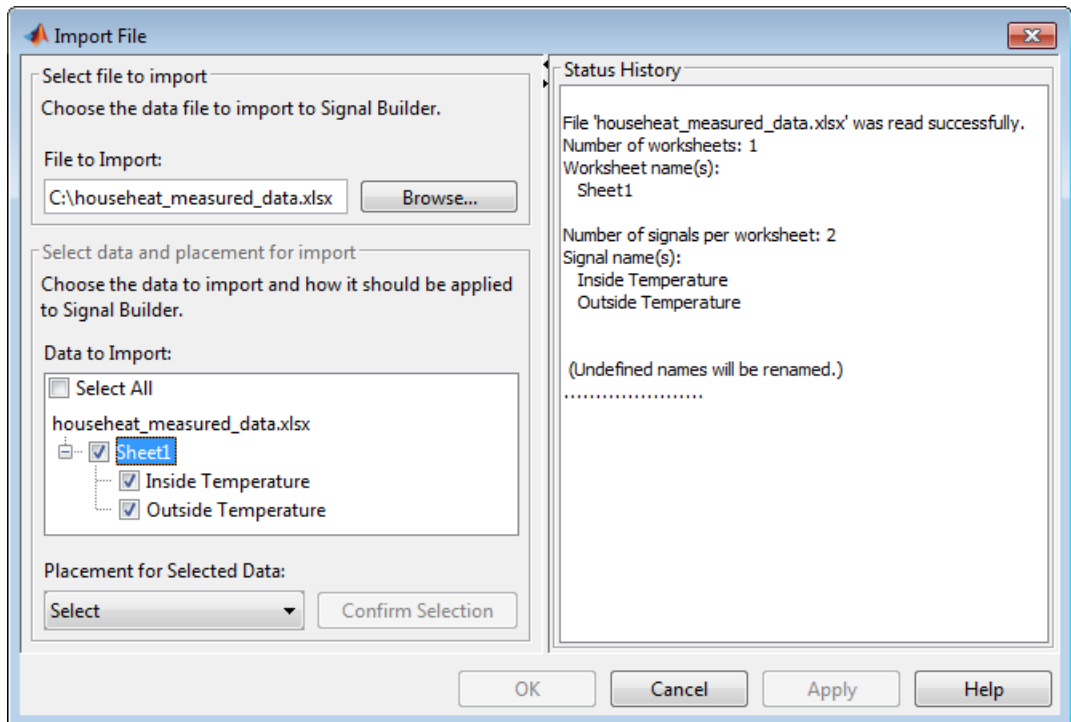 Import File
Select file to import
Choose the data file to import to Signal Builder.
File to Import:
C:\househeat_measured_data.xlsx
Browse...
Select data and placement for import
Choose the data to import and how it should be applied
to Signal Builder.
Data to Import:
Select All
househeat_measured_data.xlsx
Sheet1
Inside Temperature
Outside Temperature
Placement for Selected Data:
Select
Confirm Selection
Status History
File 'househeat_measured_data.xlsx' was read successfully.
Number of worksheets: 1
Worksheet name(s):
Sheet1
Number of signals per worksheet: 2
Signal name(s):
Inside Temperature
Outside Temperature
(Undefined names will be renamed.)
......................
OK
Cancel
Apply
Help